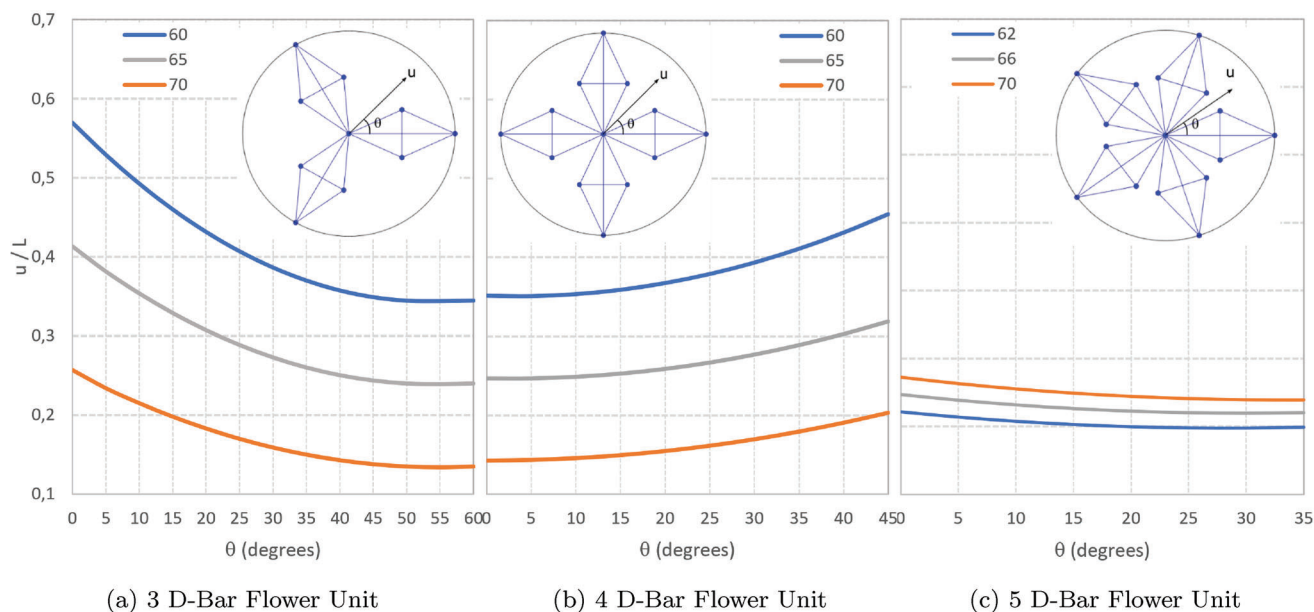 0,7
0,6
0,5
0,4
0,3
0,2
0,1
u / L
60
65
70
u
θ
0 5 10 15 20 25 30 35 40 45 50 55 60
θ (degrees)
60
65
70
u
θ
0 5 10 15 20 25 30 35 40 45
θ (degrees)
62
66
70
u
θ
0 5 10 15 20 25 30 35
θ (degrees)
(a) 3 D-Bar Flower Unit
(b) 4 D-Bar Flower Unit
(c) 5 D-Bar Flower Unit